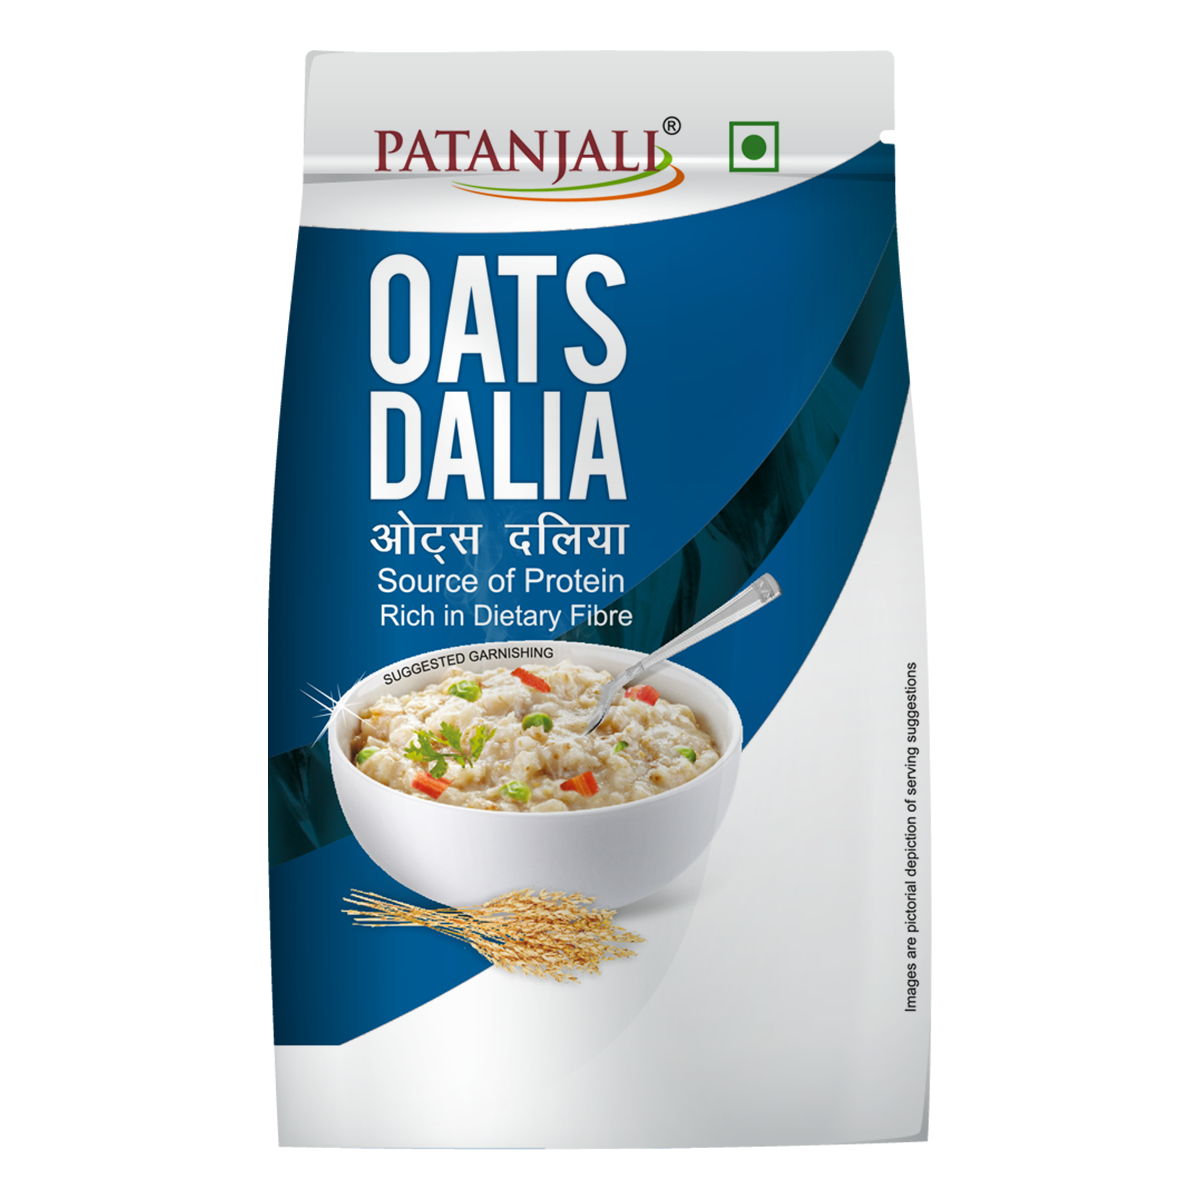 PATANJALI®
OATS
DALIA
ओट्स दलिया
Source of Protein
Rich in Dietary Fibre
SUGGESTED GARNISHING
Images are pictorial depiction of serving suggestions